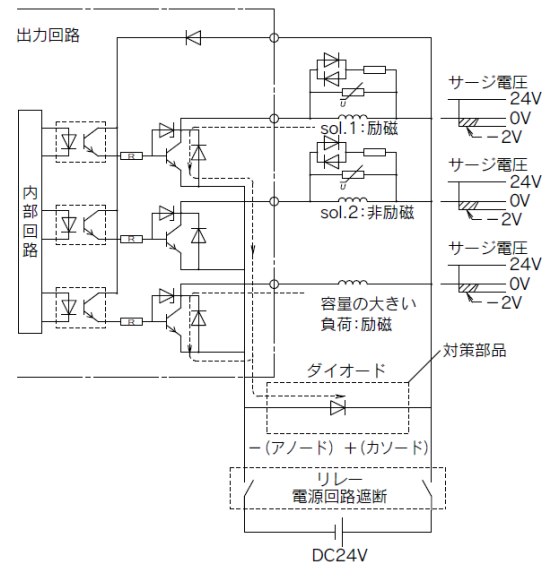 出力回路
サージ電圧
24V
0V
−2V
u
sol.1:励磁
R
サージ電圧
24V
0V
−2V
u
sol.2:非励磁
内部回路
R
サージ電圧
24V
0V
−2V
容量の大きい
負荷:励磁
R
対策部品
ダイオード
−(アノード) +(カソード)
リレー
電源回路遮断
DC24V